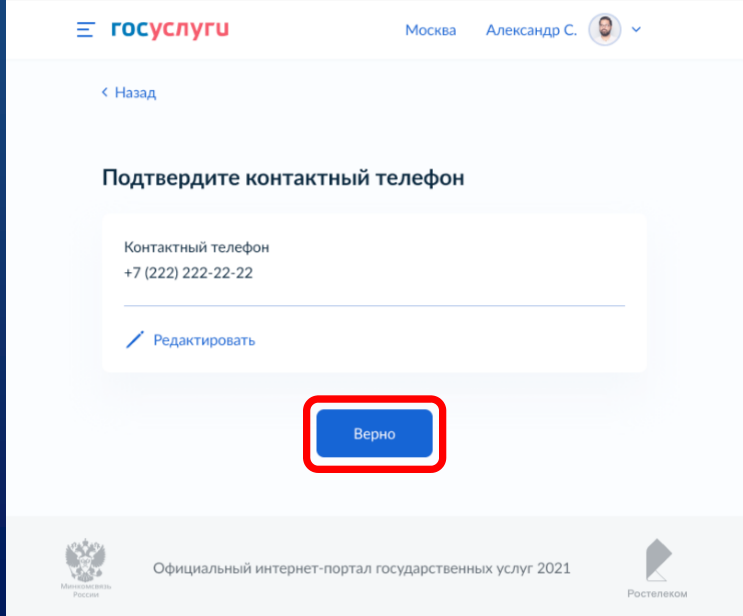 госуслуги
Москва
Александр С.
Назад
Подтвердите контактный телефон
Контактный телефон
+7 (222) 222-22-22
Редактировать
Верно
Минкомсвязь
России
Официальный интернет-портал государственных услуг 2021
Ростелеком